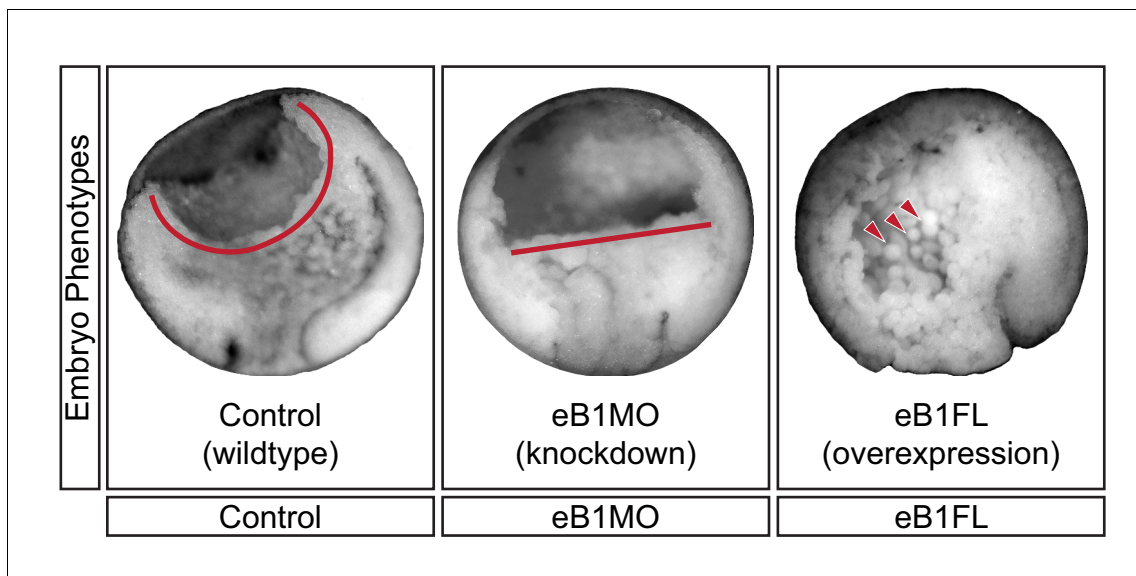 Embryo Phenotypes
Control
(wildtype)
eB1MO
(knockdown)
eB1FL
(overexpression)
Control
eB1MO
eB1FL